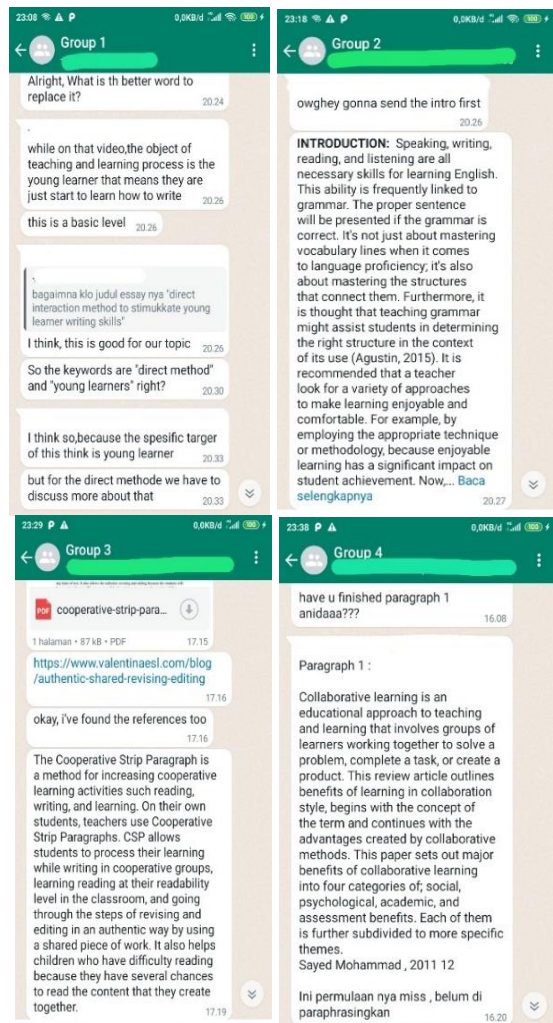 23:08
0,0KB/d
100
Group 1
Alright, What is th better word to
replace it?
20.24
while on that video,the object of
teaching and learning process is the
young learner that means they are
just start to learn how to write
20.26
this is a basic level 20.26
bagaimna klo judul essay nya "direct
interaction method to stimukkate young
learner writing skills"
I think, this is good for our topic
20.26
So the keywords are "direct method"
and "young learners" right?
20.30
I think so,because the spesific targer
of this think is young learner
20.33
but for the direct methode we have to
discuss more about that
20.33
23:18
0,0KB/d
100
Group 2
owghey gonna send the intro first
20.26
INTRODUCTION: Speaking, writing,
reading, and listening are all
necessary skills for learning English.
This ability is frequently linked to
grammar. The proper sentence
will be presented if the grammar is
correct. It's not just about mastering
vocabulary lines when it comes
to language proficiency; it's also
about mastering the structures
that connect them. Furthermore, it
is thought that teaching grammar
might assist students in determining
the right structure in the context
of its use (Agustin, 2015). It is
recommended that a teacher
look for a variety of approaches
to make learning enjoyable and
comfortable. For example, by
employing the appropriate technique
or methodology, because enjoyable
learning has a significant impact on
student achievement. Now,... Baca
selengkapnya
20.27
23:29
0,0KB/d
100
Group 3
PDF
cooperative-strip-para...
1 halaman • 87 kB • PDF
17.15
https://www.valentinaesl.com/blog
/authentic-shared-revising-editing
17.16
okay, i've found the references too
17.16
The Cooperative Strip Paragraph is
a method for increasing cooperative
learning activities such reading,
writing, and learning. On their own
students, teachers use Cooperative
Strip Paragraphs. CSP allows
students to process their learning
while writing in cooperative groups,
learning reading at their readability
level in the classroom, and going
through the steps of revising and
editing in an authentic way by using
a shared piece of work. It also helps
children who have difficulty reading
because they have several chances
to read the content that they create
together.
17.19
23:38
0,0KB/d
100
Group 4
have u finished paragraph 1
anidaaa???
16.08
Paragraph 1 :
Collaborative learning is an
educational approach to teaching
and learning that involves groups of
learners working together to solve a
problem, complete a task, or create a
product. This review article outlines
benefits of learning in collaboration
style, begins with the concept of
the term and continues with the
advantages created by collaborative
methods. This paper sets out major
benefits of collaborative learning
into four categories of; social,
psychological, academic, and
assessment benefits. Each of them
is further subdivided to more specific
themes.
Sayed Mohammad , 2011 12
Ini permulaan nya miss , belum di
paraphrasingkan
16.20